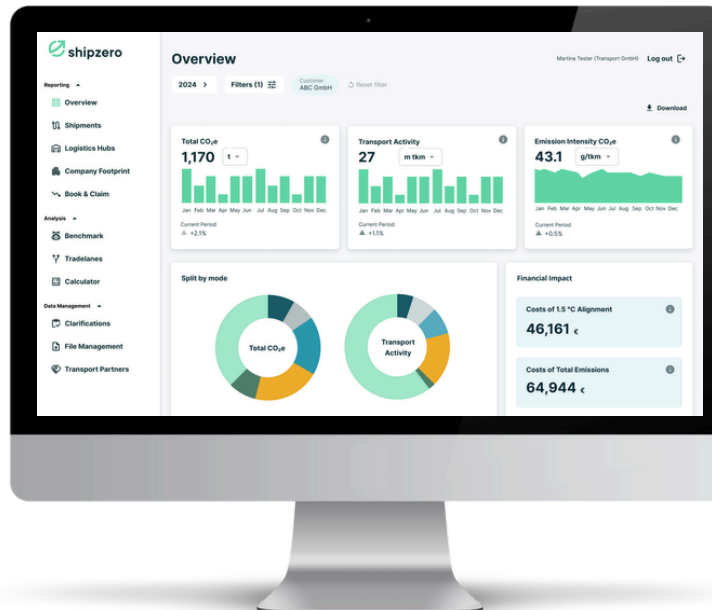 shipzero
Reporting
Overview
Shipments
Logistics Hubs
Company Footprint
Book & Claim
Analysis
Benchmark
Tradelanes
Calculator
Data Management
Clarifications
File Management
Transport Partners
Overview
Martina Tester (Transport GmbH)
Log out
2024
Filters (1)
Customer
ABC GmbH
Reset filter
Download
Total CO₂e
1,170 t
Jan Feb Mar Apr May Jun Jul Aug Sep Oct Nov Dec
Current Period
+2.1%
Transport Activity
27 m tkm
Jan Feb Mar Apr May Jun Jul Aug Sep Oct Nov Dec
Current Period
+1.1%
Emission Intensity CO₂e
43.1 g/tkm
Jan Feb Mar Apr May Jun Jul Aug Sep Oct Nov Dec
Current Period
+0.5%
Split by mode
Total CO₂e
Transport
Activity
Financial Impact
Costs of 1.5 °C Alignment
46,161 €
Costs of Total Emissions
64,944 €